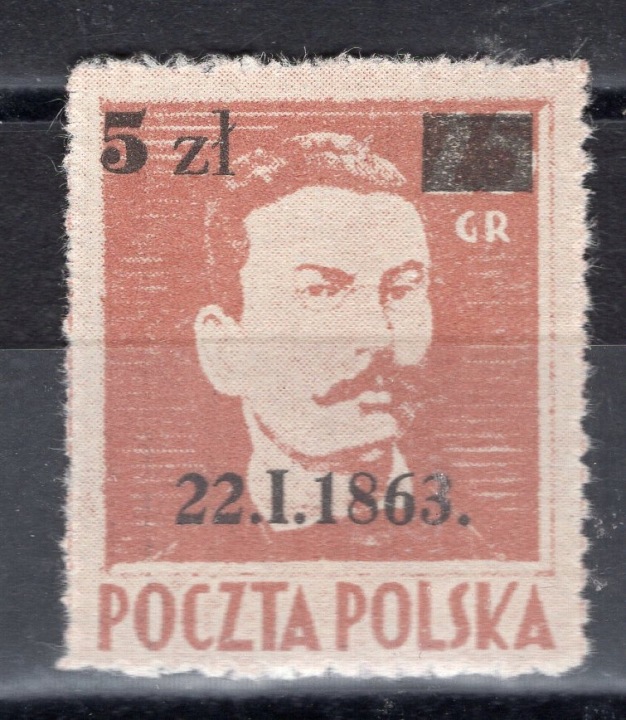 5 zł
GR
22.I.1863.
POCZTA POLSKA